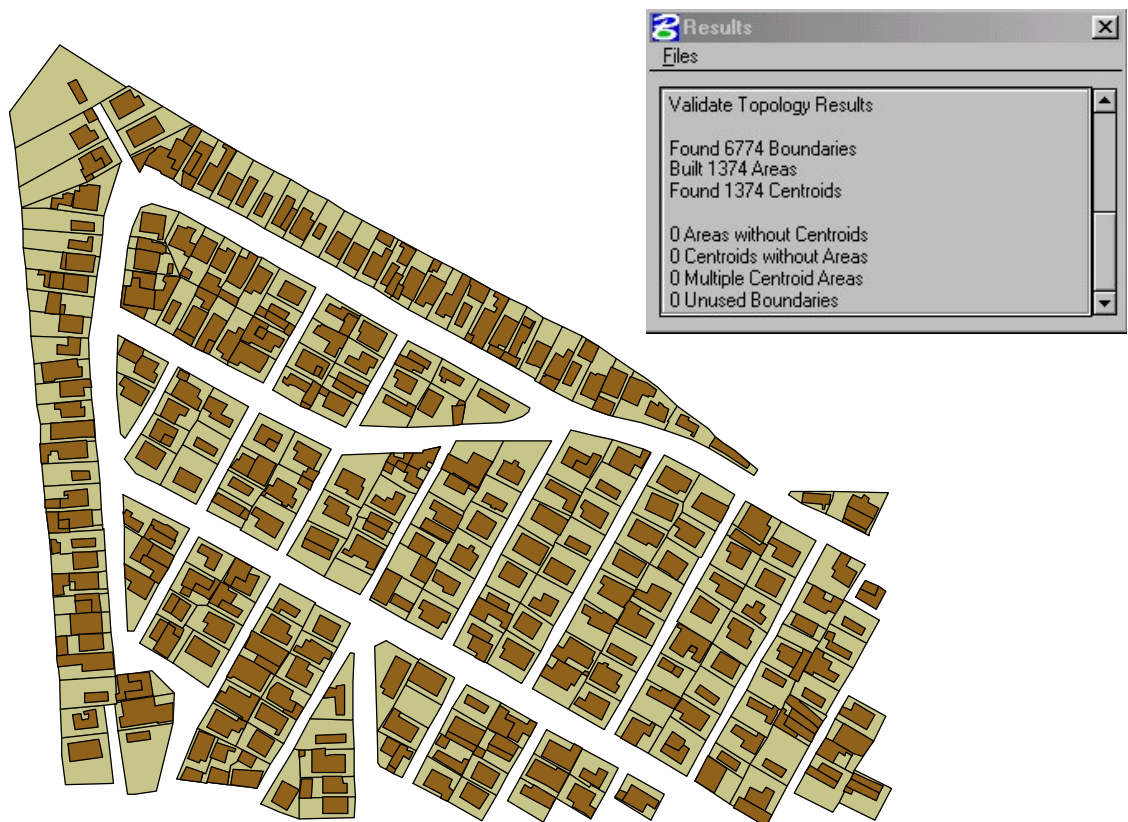 Results
Files
Validate Topology Results
Found 6774 Boundaries
Built 1374 Areas
Found 1374 Centroids
0 Areas without Centroids
0 Centroids without Areas
0 Multiple Centroid Areas
0 Unused Boundaries